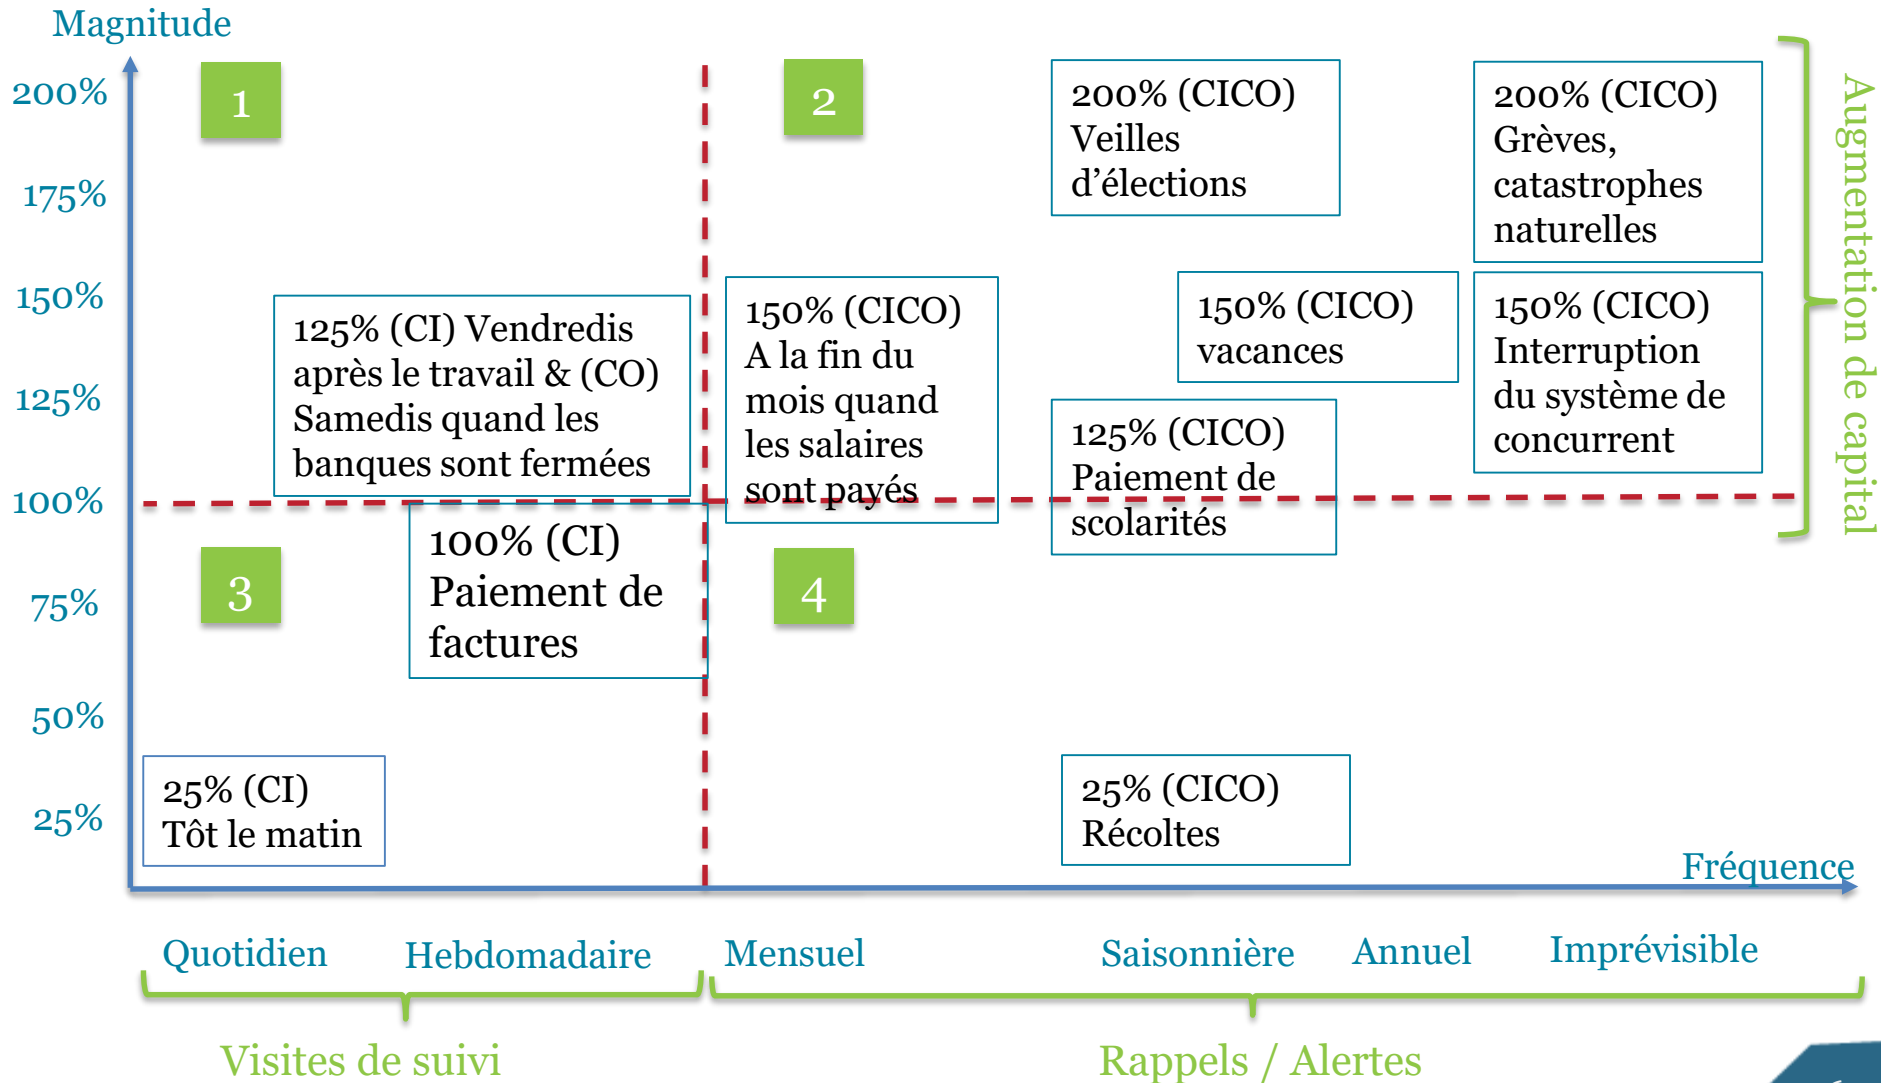 Magnitude
200%
175%
150%
125%
100%
75%
50%
25%
1
2
3
4
200% (CICO)
Veilles
d’élections
200% (CICO)
Grèves,
catastrophes
naturelles
125% (CI) Vendredis
après le travail & (CO)
Samedis quand les
banques sont fermées
150% (CICO)
A la fin du
mois quand
les salaires
sont payés
150% (CICO)
vacances
150% (CICO)
Interruption
du système de
concurrent
125% (CICO)
Paiement de
scolarités
100% (CI)
Paiement de
factures
25% (CI)
Tôt le matin
25% (CICO)
Récoltes
Augmentation de capital
Fréquence
Quotidien
Hebdomadaire
Mensuel
Saisonnière
Annuel
Imprévisible
Visites de suivi
Rappels / Alertes